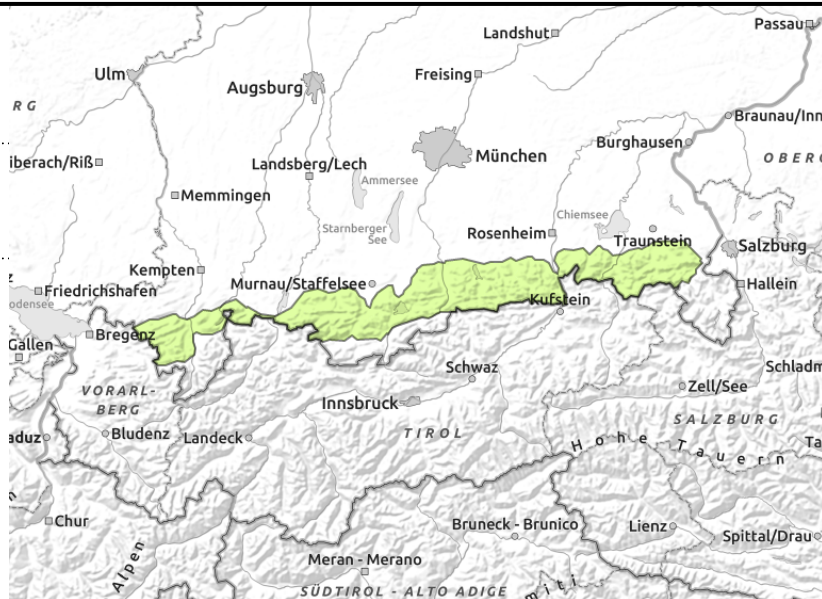 Passau
Landshut
Ulm
Freising
Augsburg
RG
Braunau/Inn
Burghausen
iberach/Riß
Landsberg/Lech
München
OBERÖ
Ammersee
Memmingen
Chiemsee
Starnberger
See
Rosenheim
Traunstein
Salzburg
Kempten
Murnau/Staffelsee
Hallein
Friedrichshafen
odensee
Kufstein
Bregenz
Gallen
Schwaz
Schladm
VORARL-
BERG
Zell/See
Innsbruck
SALZBURG
TIROL
aduz
Bludenz
Landeck
Hohe Tauern
Ta
Chur
Bruneck - Brunico
Lienz
Spittal/Drau
Alpen
Meran - Merano
SÜDTIROL - ALTO ADIGE
miti